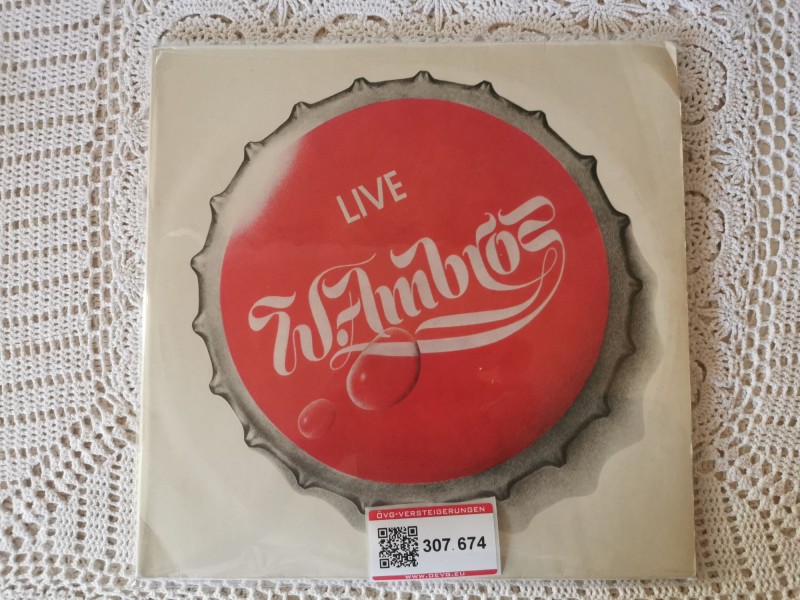 LIVE
W. Ambros
ÖVG-VERSTEIGERUNGEN
307.674
WWW.OEVG.EU